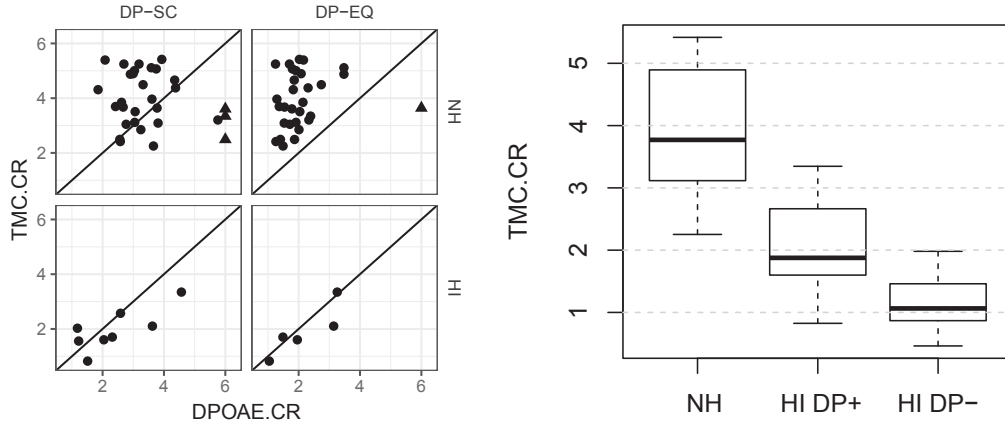 DP−SC DP−EQ
6
4
2
NH
TMC.CR
6
4
2
HI
2 4 6 2 4 6
DPOAE.CR
5
4
3
2
1
TMC.CR
NH HI DP+ HI DP−